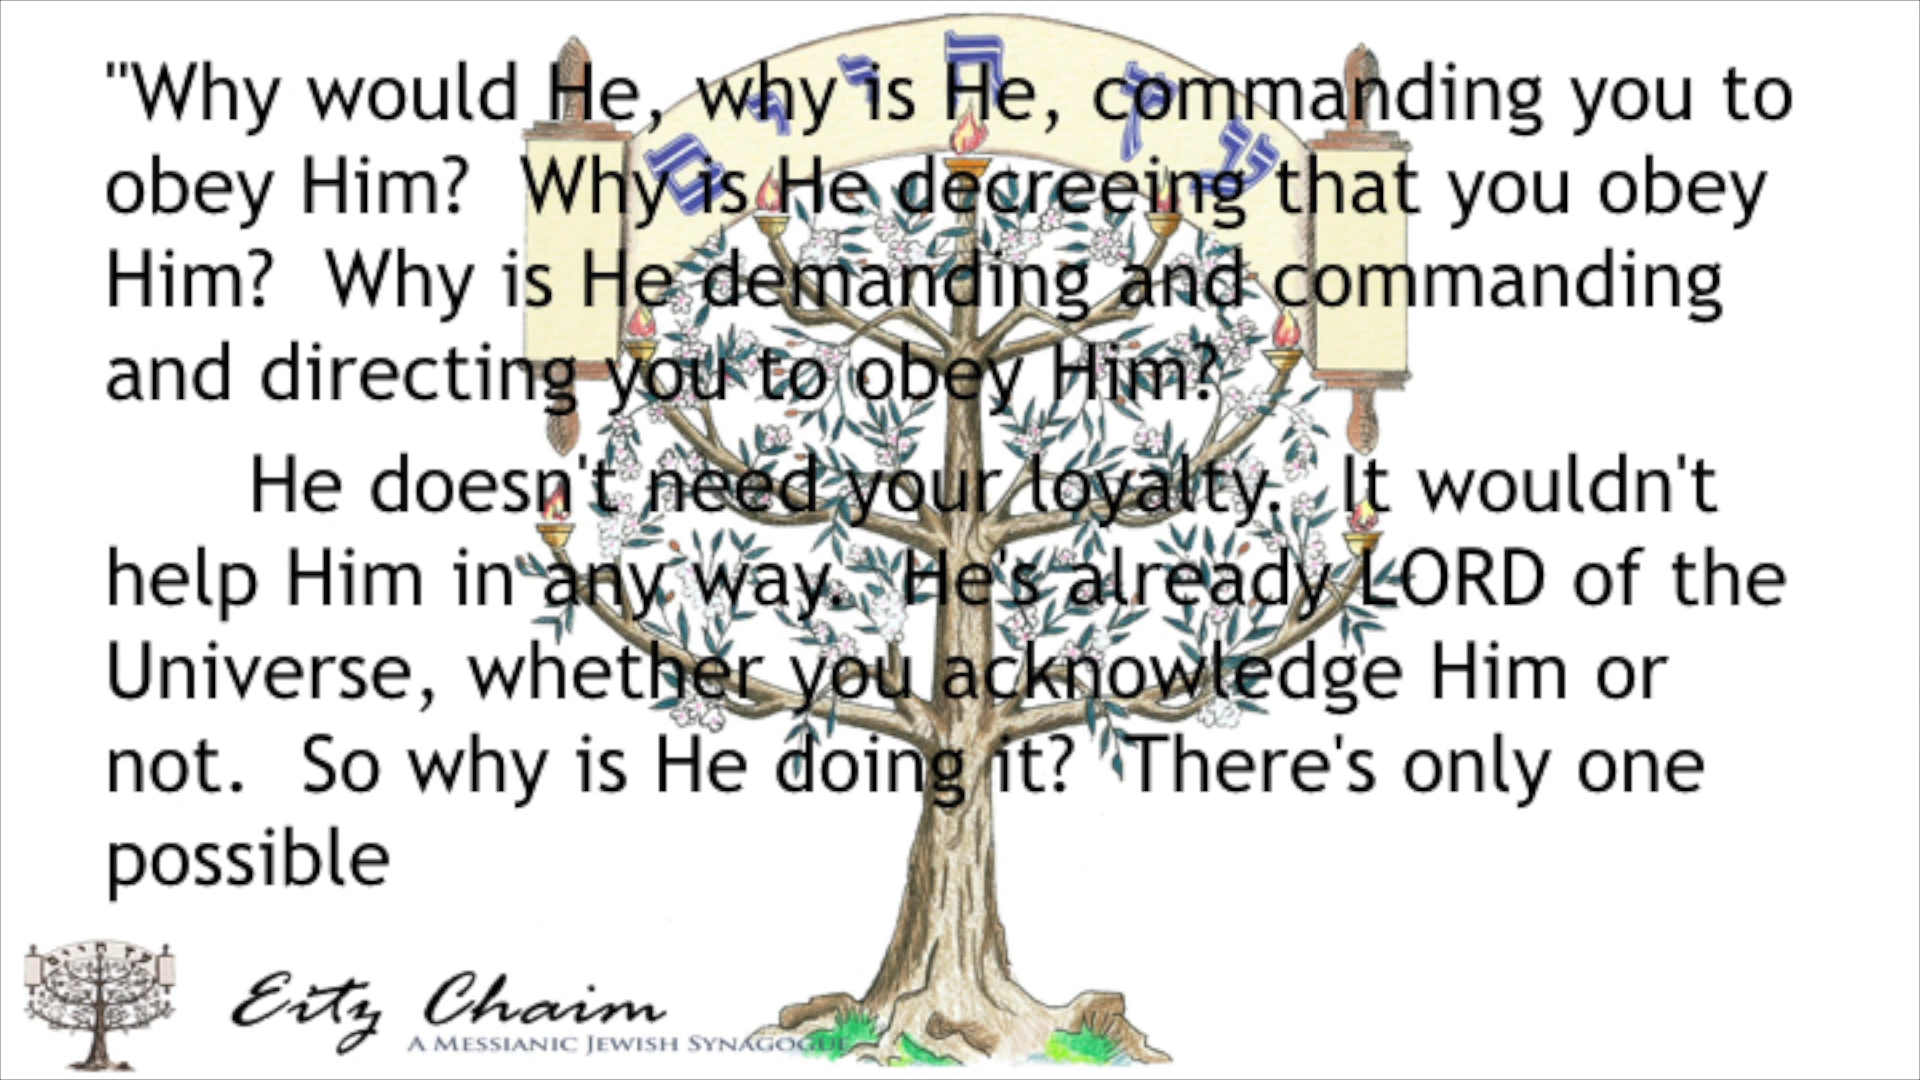 עץ חיים
"Why would He, why is He, commanding you to
obey Him?  Why is He decreeing that you obey
Him?  Why is He demanding and commanding
and directing you to obey Him?
He doesn't need your loyalty.  It wouldn't
help Him in any way.  He's already LORD of the
Universe, whether you acknowledge Him or
not.  So why is He doing it?  There's only one
possible
Eitz Chaim
A MESSIANIC JEWISH SYNAGOGUE